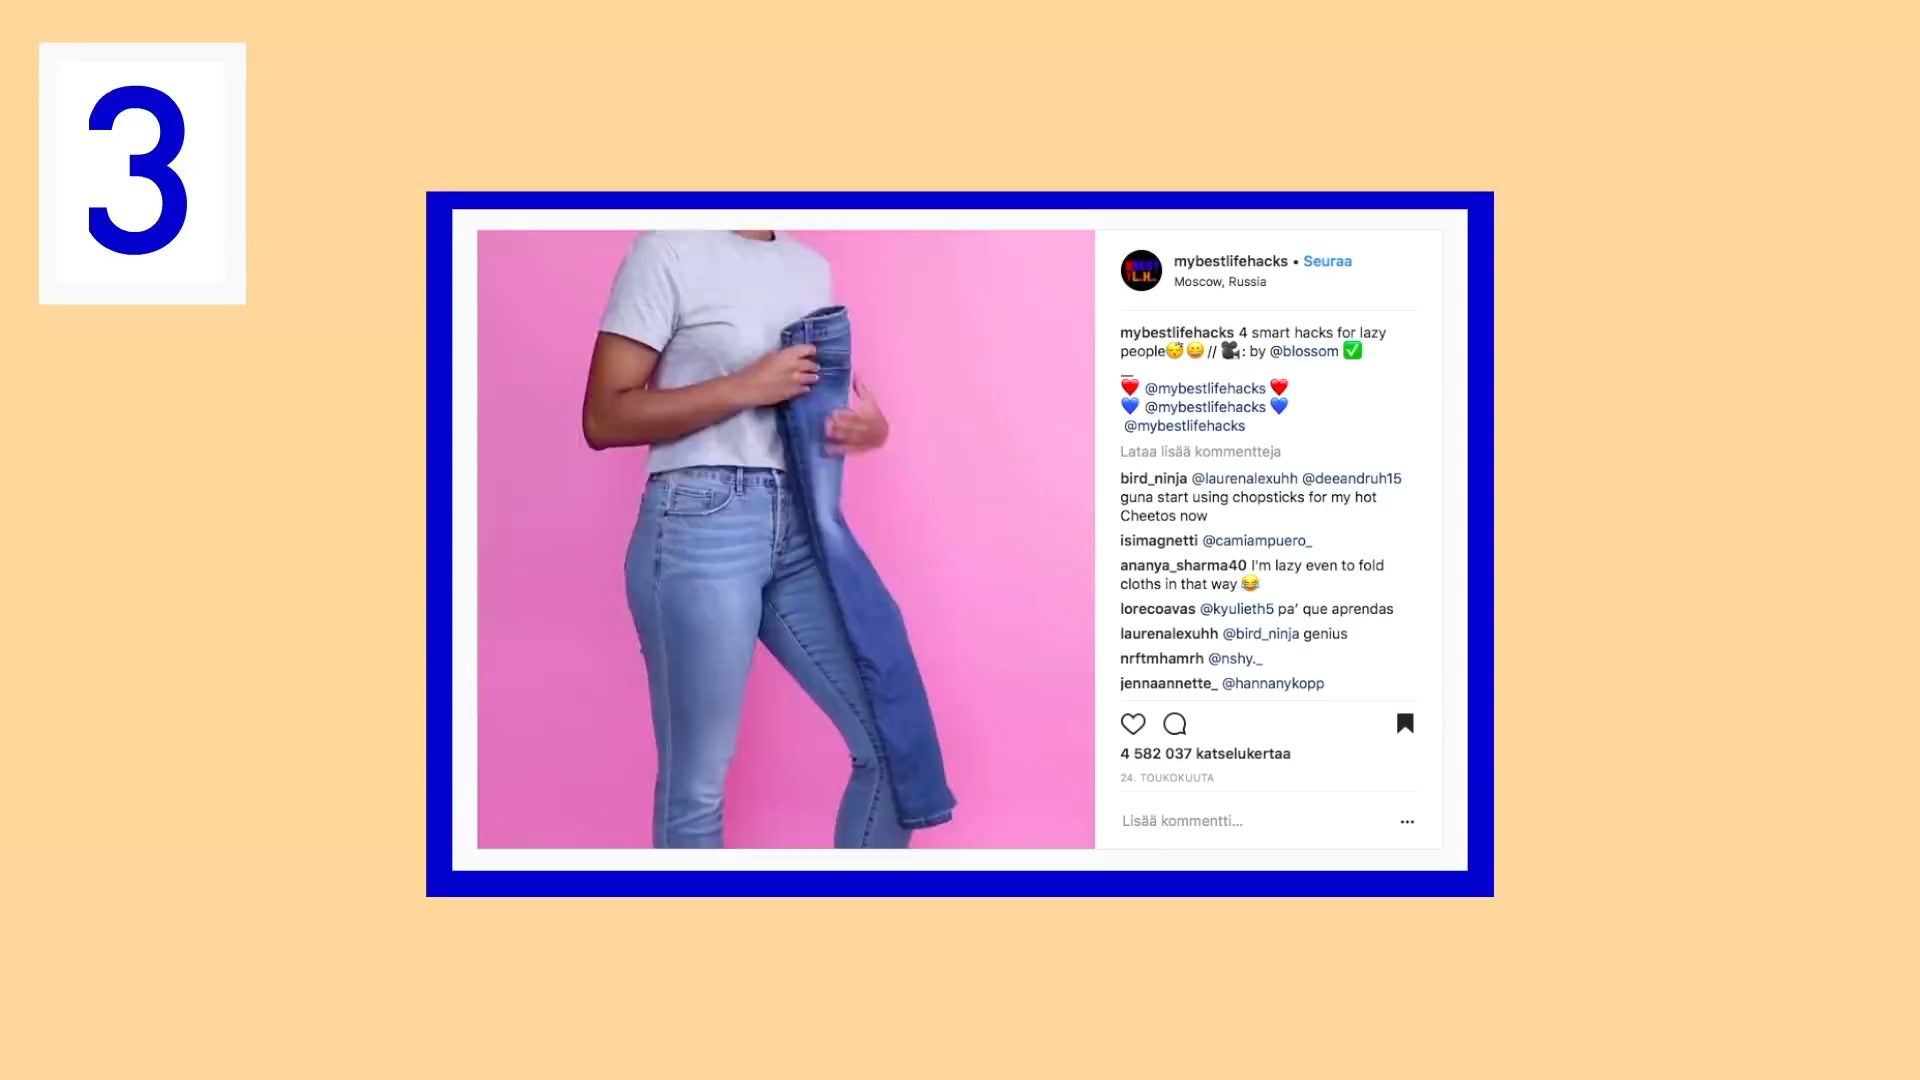 3
mybestlifehacks • Seuraa
Moscow, Russia
mybestlifehacks 4 smart hacks for lazy
people😴😄 // 🎥: by @blossom ✅
__
❤️ @mybestlifehacks ❤️
💙 @mybestlifehacks 💙
@mybestlifehacks
Lataa lisää kommentteja
bird_ninja @laurenalexuhh @deeandruh15
guna start using chopsticks for my hot
Cheetos now
isimagnetti @camiampuero_
ananya_sharma40 I'm lazy even to fold
cloths in that way 😂
lorecoavas @kyulieth5 pa’ que aprendas
laurenalexuhh @bird_ninja genius
nrftmhamrh @nshy._
jennaannette_ @hannanykopp
4 582 037 katselukertaa
24. TOUKOKUUTA
Lisää kommentti...